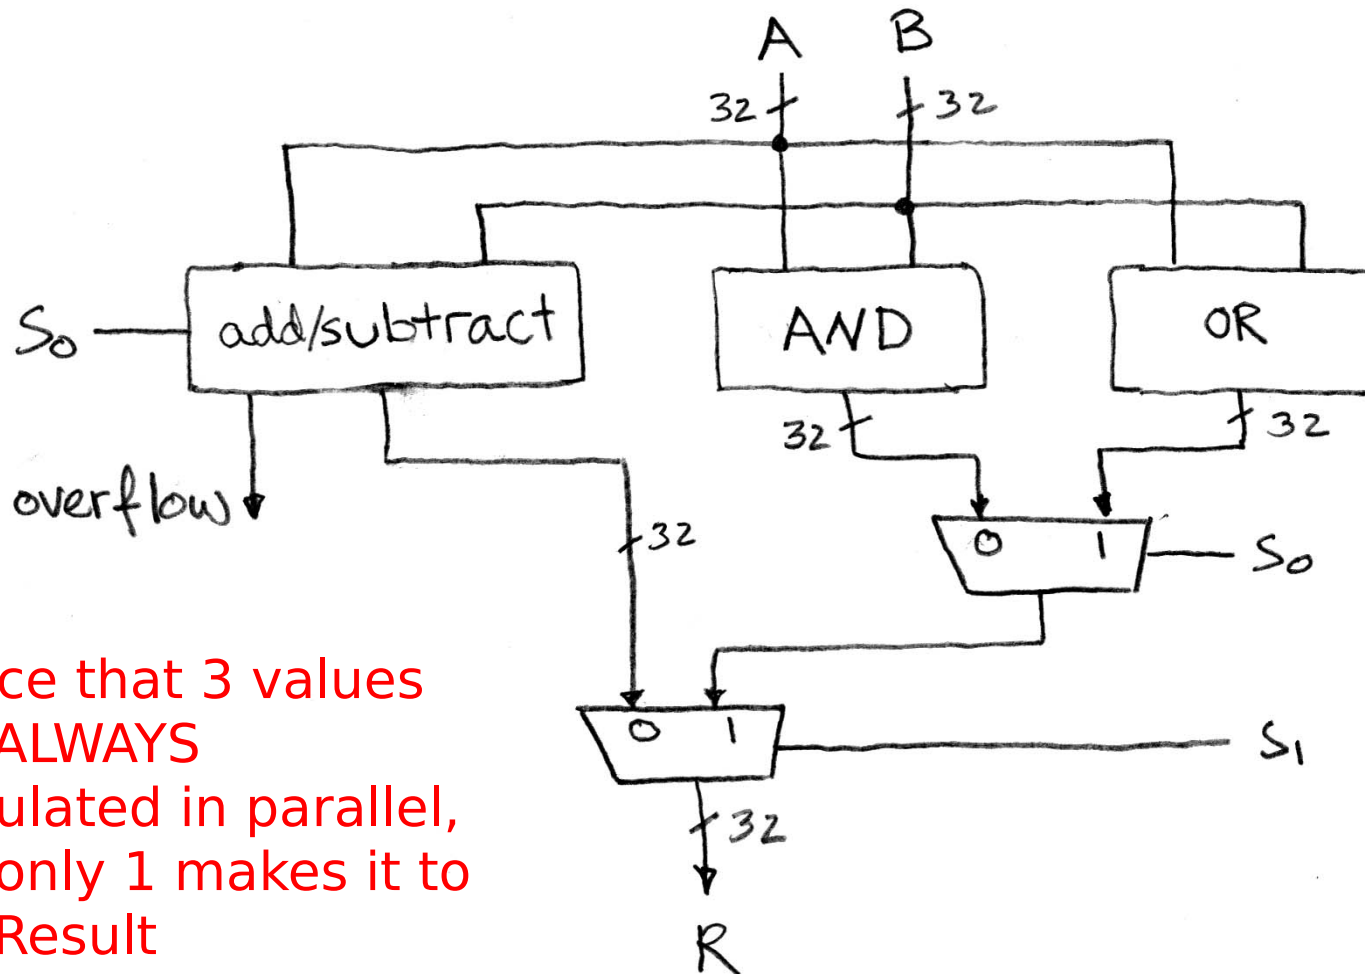 A B
32 32
S₀ add/subtract AND OR
32 32
overflow
32
0 1 S₀
ce that 3 values
ALWAYS
0 1 S₁
ulated in parallel,
32
only 1 makes it to
Result
R